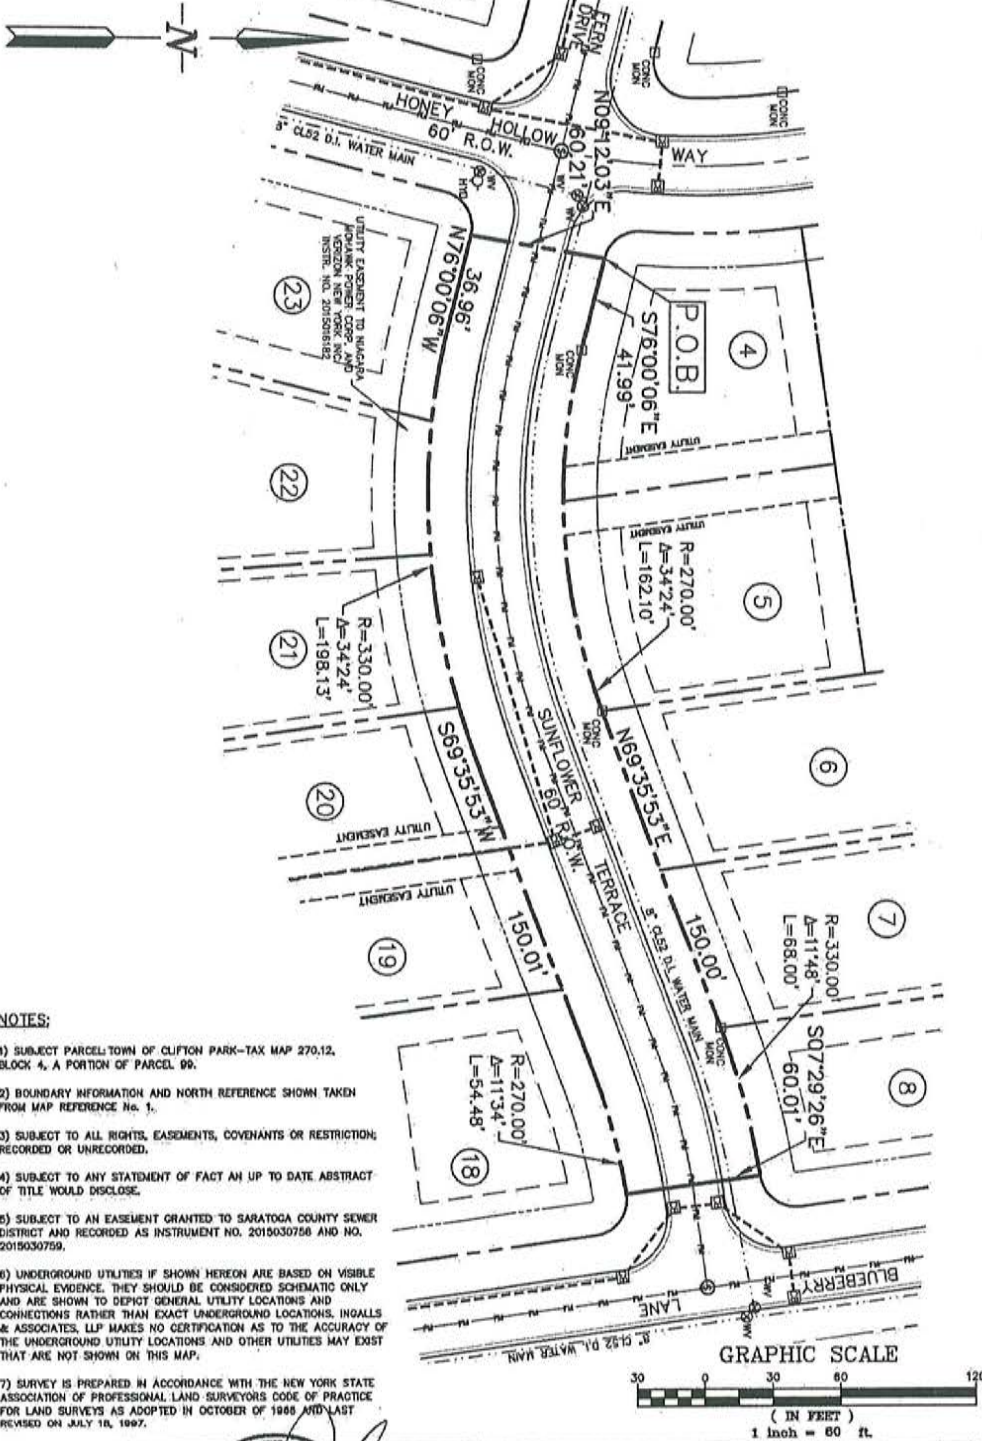 N
FERN
DRIVE
CONC
MON
CONC
MON
CONC
MON
HONEY
HOLLOW
WAY
60' R.O.W.
8" CL52 D.I. WATER MAIN
HYD
WV
WV
WV
N09°12'03"E
60.21'
P.O.B.
S76°00'06"E
41.99'
CONC
MON
N76°00'06"W
36.96'
UTILITY EASEMENT TO NIAGARA
MOHAWK POWER CORP. AND
VERIZON NEW YORK INC/
INSTR. NO. 2015016182
23
4
UTILITY EASEMENT
UTILITY EASEMENT
22
5
R=270.00'
Δ=34°24'
L=162.10'
R=330.00'
Δ=34°24'
L=198.13'
21
CONC
MON
6
SUNFLOWER
TERRACE
60' R.O.W.
N69°35'53"E
150.00'
S69°35'53"W
150.01'
20
UTILITY EASEMENT
UTILITY EASEMENT
8" CL52 D.I. WATER MAIN
7
19
R=330.00'
Δ=11°48'
L=68.00'
CONC
MON
S07°29'26"E
60.01'
8
R=270.00'
Δ=11°34'
L=54.48'
18
BLUEBERRY
LANE
WV
WV
8" CL52 D.I. WATER MAIN
NOTES:
1) SUBJECT PARCEL: TOWN OF CLIFTON PARK-TAX MAP 270.12,
BLOCK 4, A PORTION OF PARCEL 99.
2) BOUNDARY INFORMATION AND NORTH REFERENCE SHOWN TAKEN
FROM MAP REFERENCE No. 1.
3) SUBJECT TO ALL RIGHTS, EASEMENTS, COVENANTS OR RESTRICTION;
RECORDED OR UNRECORDED.
4) SUBJECT TO ANY STATEMENT OF FACT AN UP TO DATE ABSTRACT
OF TITLE WOULD DISCLOSE.
5) SUBJECT TO AN EASEMENT GRANTED TO SARATOGA COUNTY SEWER
DISTRICT AND RECORDED AS INSTRUMENT NO. 2015030756 AND NO.
2015030759.
6) UNDERGROUND UTILITIES IF SHOWN HEREON ARE BASED ON VISIBLE
PHYSICAL EVIDENCE. THEY SHOULD BE CONSIDERED SCHEMATIC ONLY
AND ARE SHOWN TO DEPICT GENERAL UTILITY LOCATIONS AND
CONNECTIONS RATHER THAN EXACT UNDERGROUND LOCATIONS. INGALLS
& ASSOCIATES, LLP MAKES NO CERTIFICATION AS TO THE ACCURACY OF
THE UNDERGROUND UTILITY LOCATIONS AND OTHER UTILITIES MAY EXIST
THAT ARE NOT SHOWN ON THIS MAP.
7) SURVEY IS PREPARED IN ACCORDANCE WITH THE NEW YORK STATE
ASSOCIATION OF PROFESSIONAL LAND SURVEYORS CODE OF PRACTICE
FOR LAND SURVEYS AS ADOPTED IN OCTOBER OF 1966 AND LAST
REVISED ON JULY 18, 1997.
GRAPHIC SCALE
30 0 30 60 120
( IN FEET )
1 inch = 60 ft.